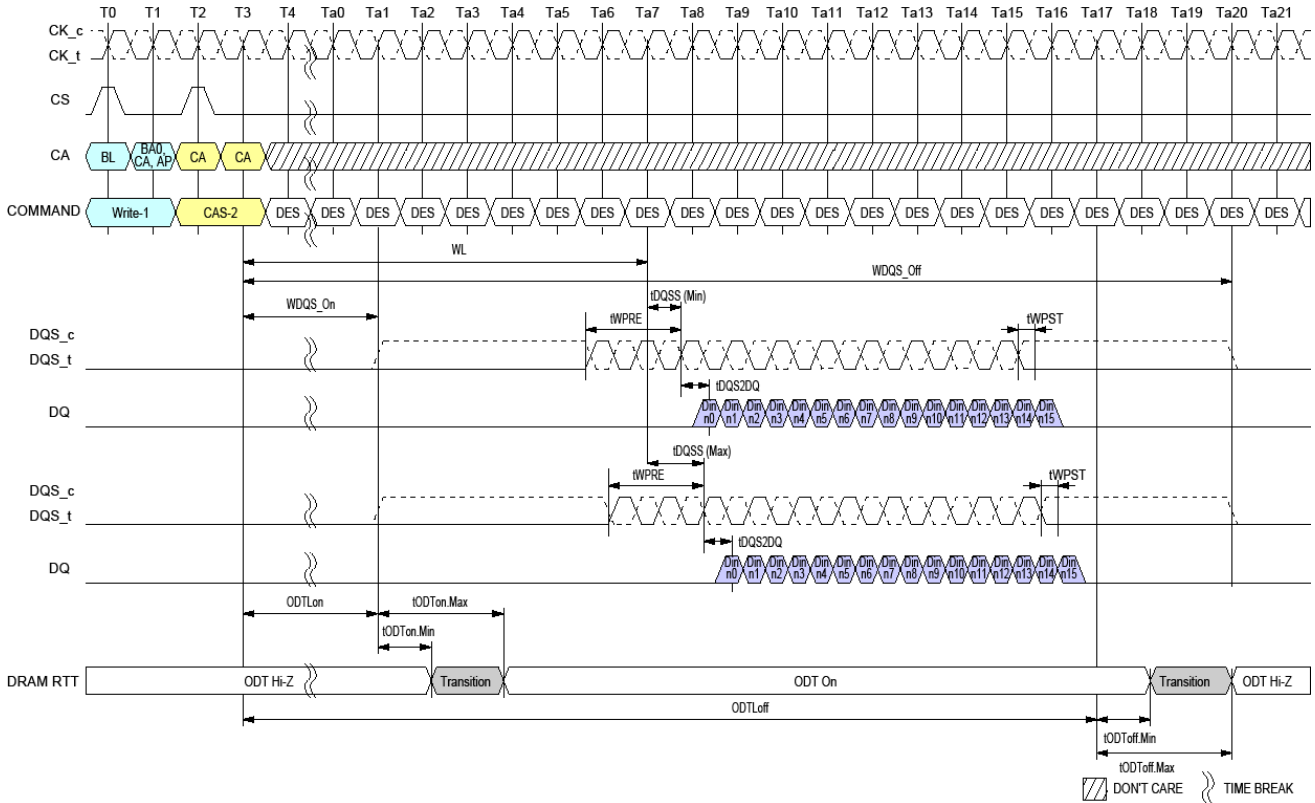 T0 T1 T2 T3 T4 Ta0 Ta1 Ta2 Ta3 Ta4 Ta5 Ta6 Ta7 Ta8 Ta9 Ta10 Ta11 Ta12 Ta13 Ta14 Ta15 Ta16 Ta17 Ta18 Ta19 Ta20 Ta21
CK_c
CK_t
CS
CA BL BA0, CA, AP CA CA
COMMAND Write-1 CAS-2 DES DES DES DES DES DES DES DES DES DES DES DES DES DES DES DES DES DES DES DES DES DES DES
WL
WDQS_Off
WDQS_On
tDQSS (Min)
tWPRE
tWPST
DQS_c
DQS_t
tDQS2DQ
DQ
Din n0 Din n1 Din n2 Din n3 Din n4 Din n5 Din n6 Din n7 Din n8 Din n9 Din n10 Din n11 Din n12 Din n13 Din n14 Din n15
tDQSS (Max)
tWPRE
tWPST
DQS_c
DQS_t
tDQS2DQ
DQ
Din n0 Din n1 Din n2 Din n3 Din n4 Din n5 Din n6 Din n7 Din n8 Din n9 Din n10 Din n11 Din n12 Din n13 Din n14 Din n15
ODTLon
tODTon.Max
tODTon.Min
DRAM RTT ODT Hi-Z Transition ODT On Transition ODT Hi-Z
ODTLoff
tODToff.Min
tODToff.Max
DON'T CARE TIME BREAK